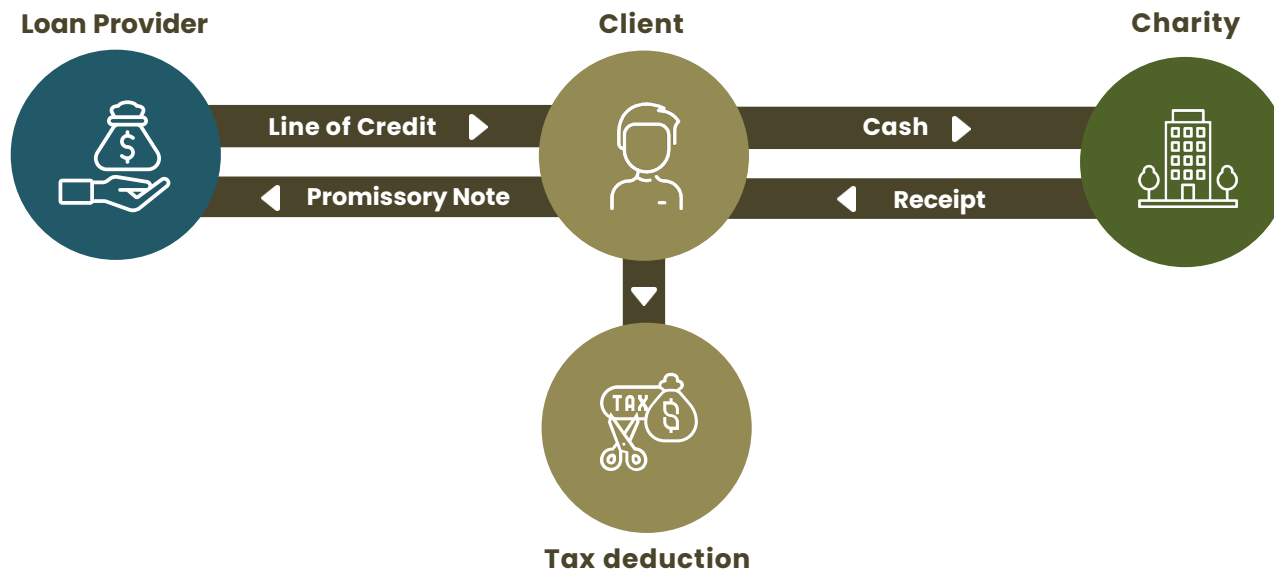 Loan Provider
Client
Charity
Line of Credit
Cash
Promissory Note
Receipt
TAX
Tax deduction